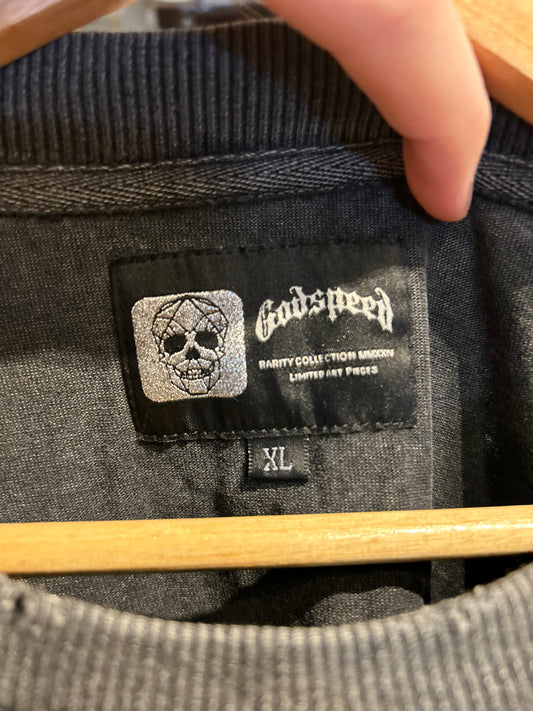 Godspeed
RARITY COLLECTION MMXXIV
LIMITED ART PIECES
XL